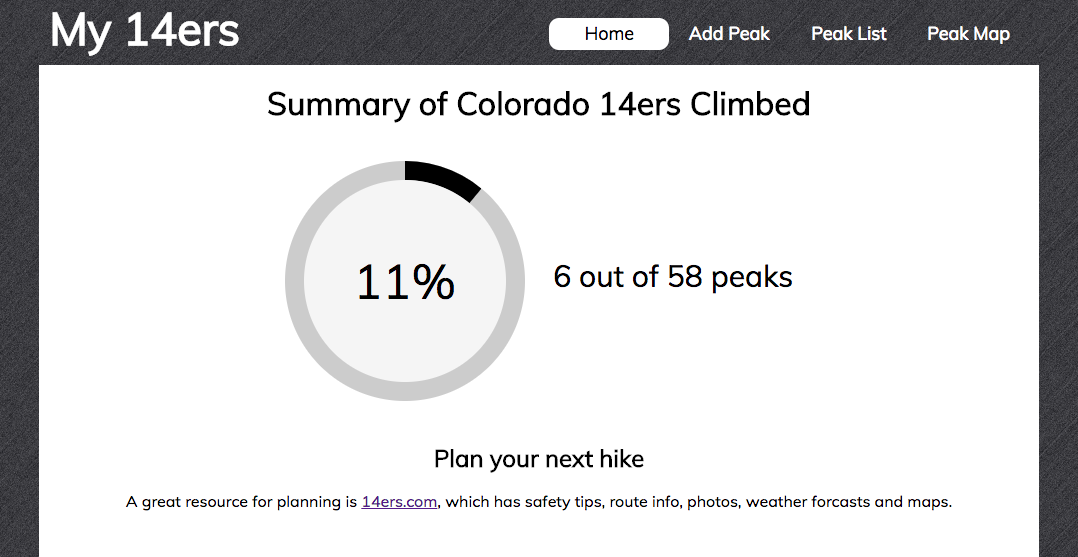 My 14ers
Home Add Peak Peak List Peak Map
Summary of Colorado 14ers Climbed
11%
6 out of 58 peaks
Plan your next hike
A great resource for planning is 14ers.com, which has safety tips, route info, photos, weather forcasts and maps.